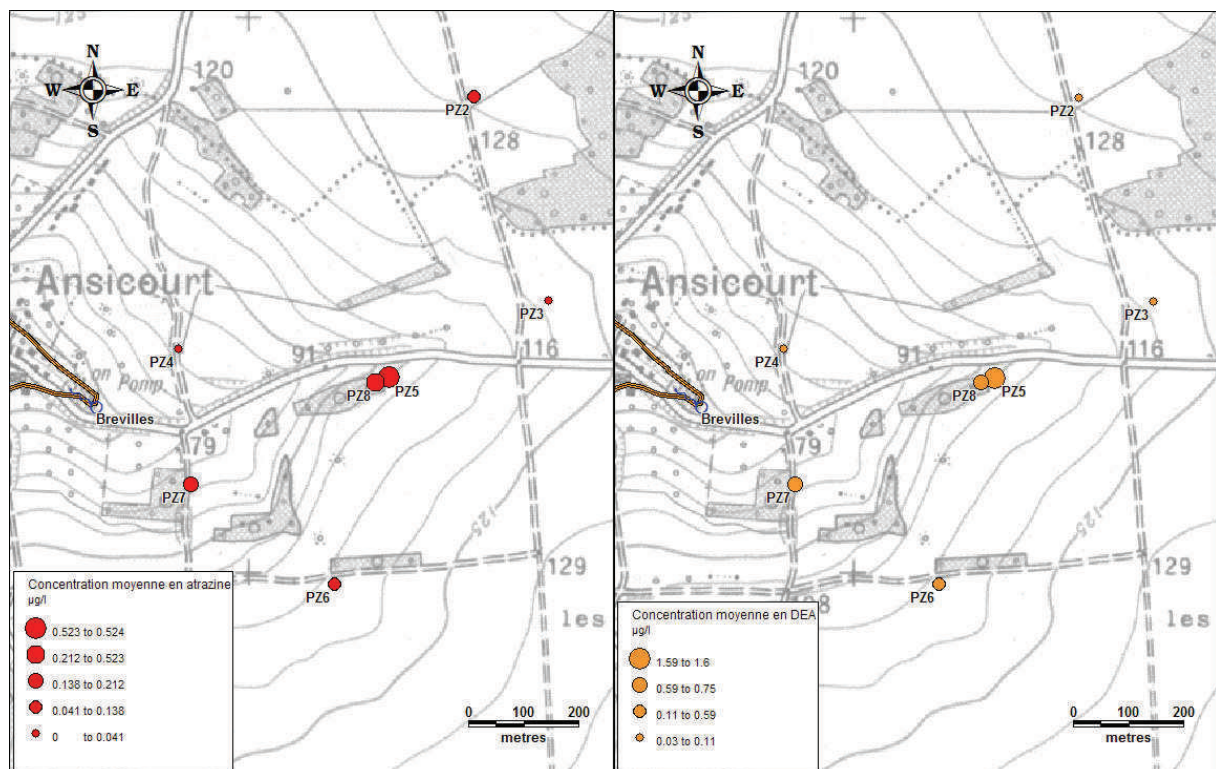 125
120
N
W E
S
PZ2
128
Ansicourt
PZ3
PZ4
91
116
on Pomp.
PZ8
PZ5
Brevilles
79
PZ7
125
129
PZ6
les
Concentration moyenne en atrazine
µg/l
0.523 to 0.524
0.212 to 0.523
0.138 to 0.212
0.041 to 0.138
0 to 0.041
0 100 200
metres
125
120
N
W E
S
PZ2
128
Ansicourt
PZ3
PZ4
91
116
on Pomp.
PZ8
PZ5
Brevilles
79
PZ7
125
129
PZ6
les
Concentration moyenne en DEA
µg/l
1.59 to 1.6
0.59 to 0.75
0.11 to 0.59
0.03 to 0.11
0 100 200
metres